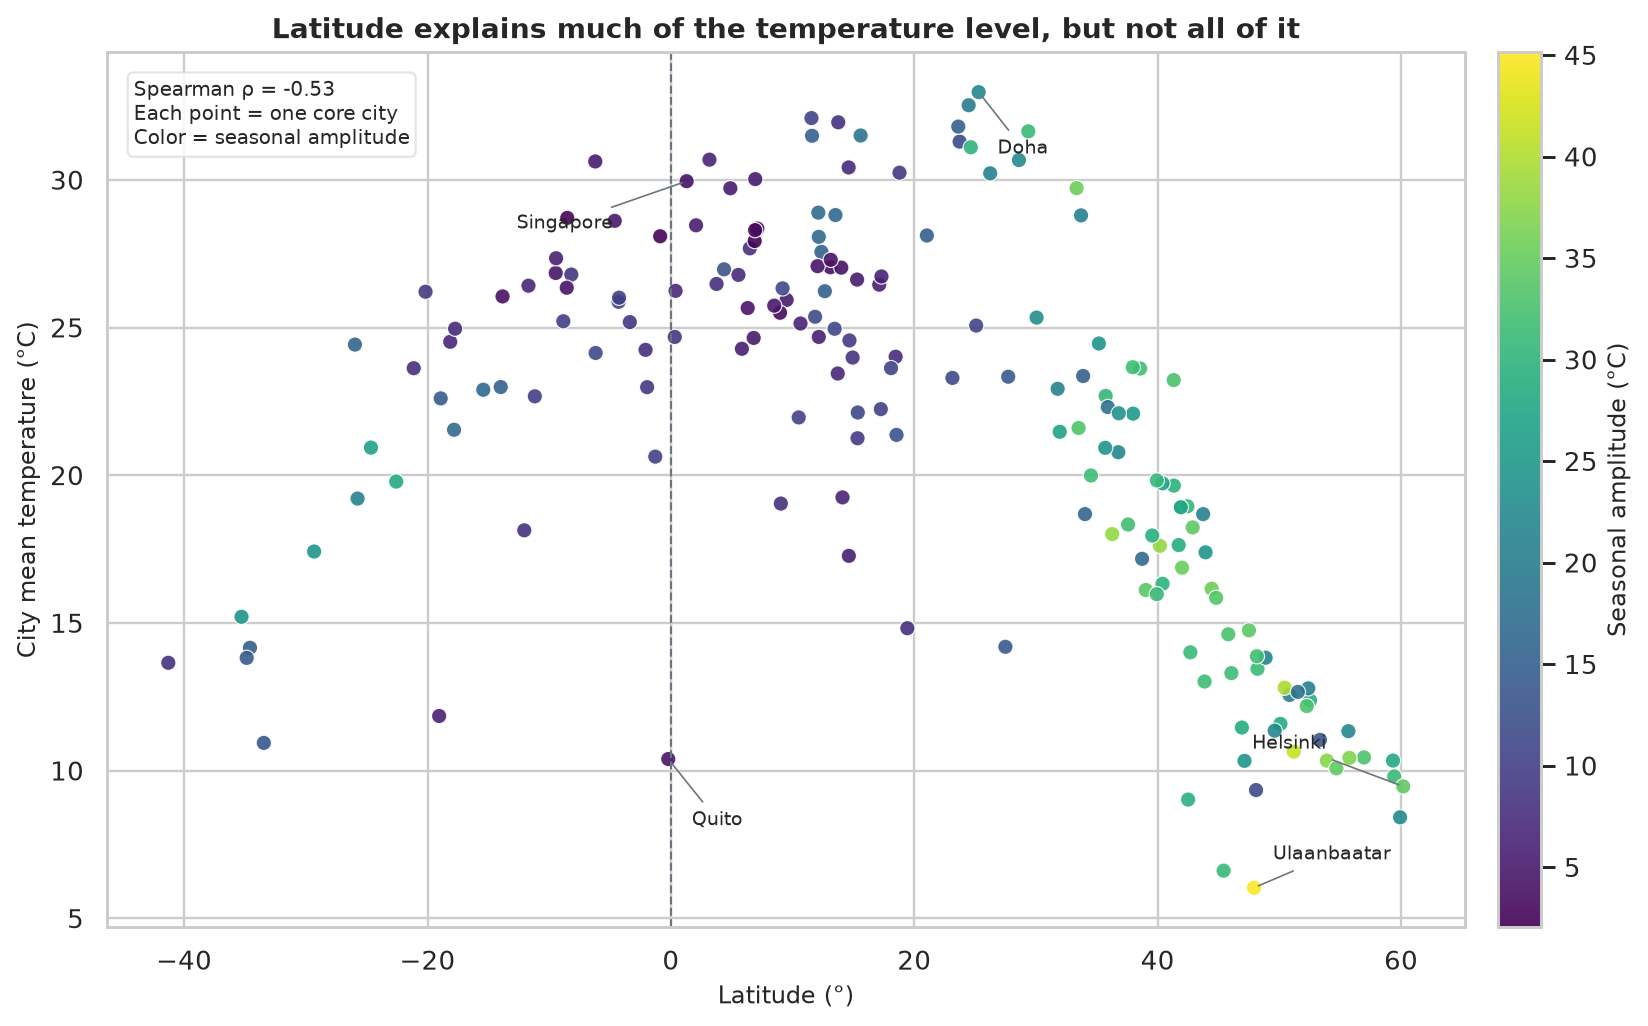 Latitude explains much of the temperature level, but not all of it
Spearman ρ = -0.53
Each point = one core city
Color = seasonal amplitude
Doha
Singapore
Helsinki
Quito
Ulaanbaatar
City mean temperature (°C)
30
25
20
15
10
5
−40
−20
0
20
40
60
Latitude (°)
45
40
35
30
25
20
15
10
5
Seasonal amplitude (°C)